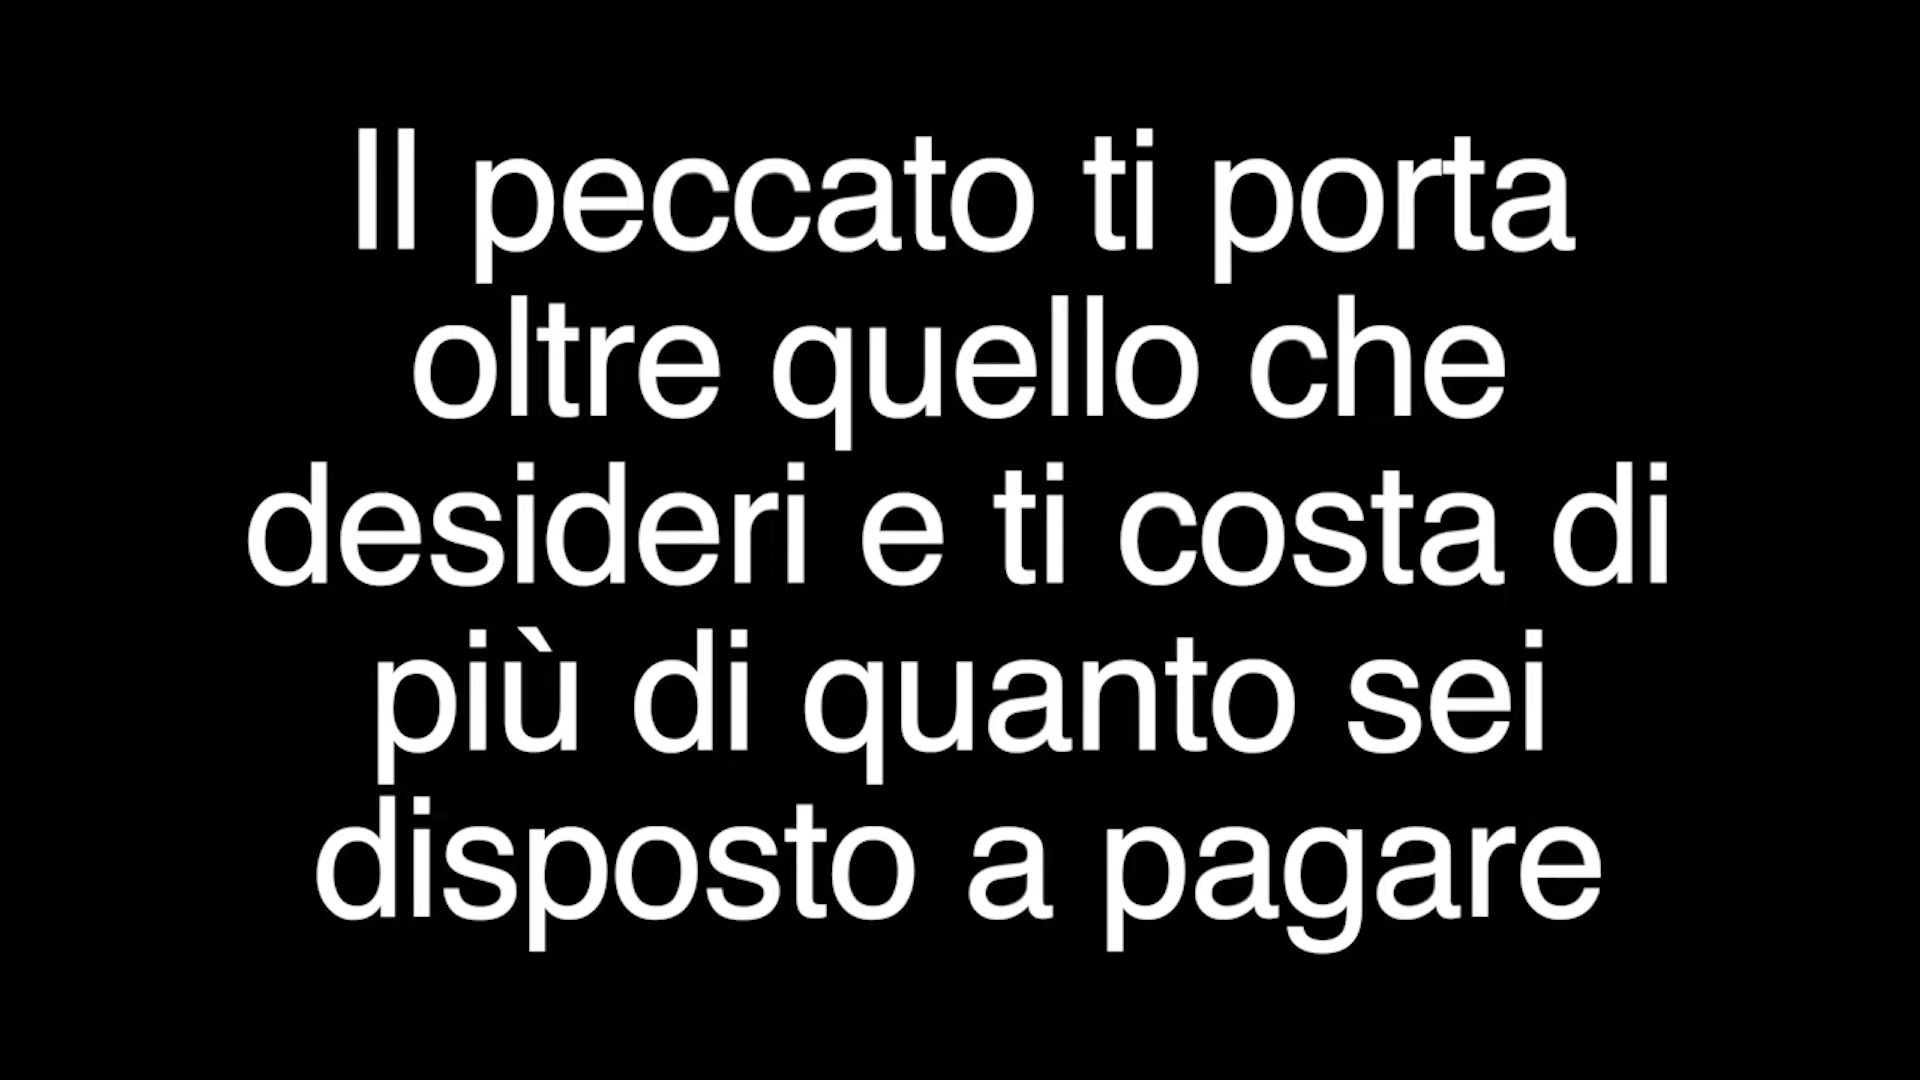 Il peccato ti porta
oltre quello che
desideri e ti costa di
più di quanto sei
disposto a pagare